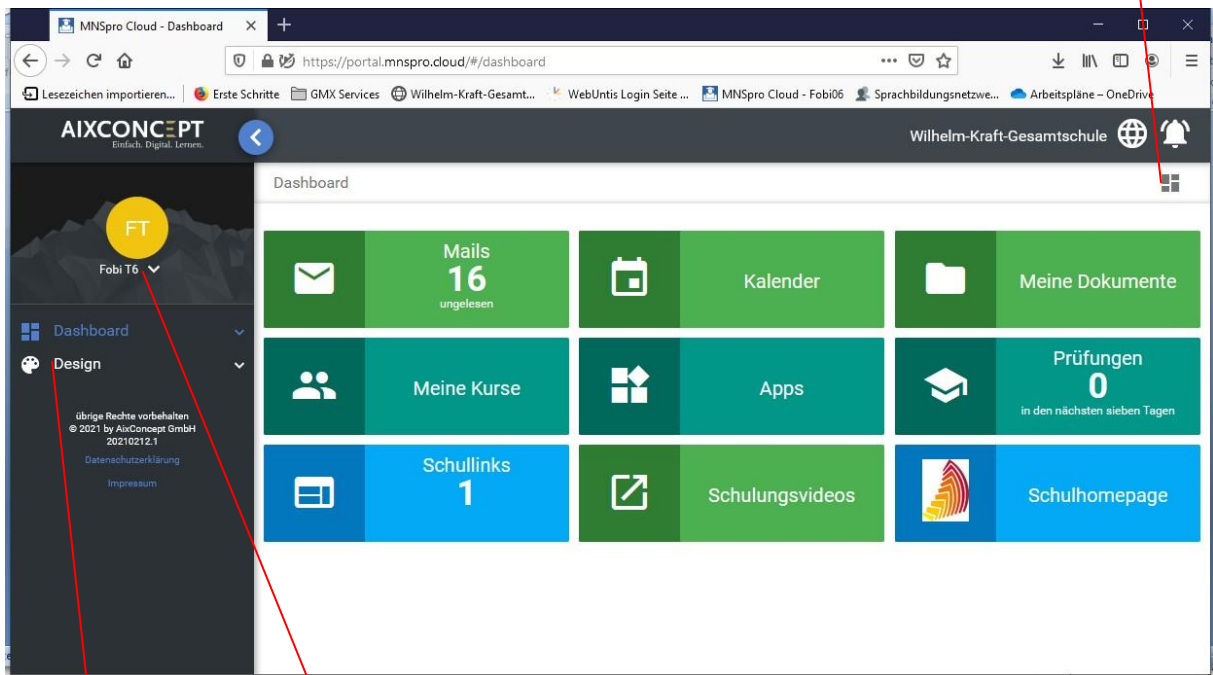 MNSpro Cloud - Dashboard
https://portal.mnspro.cloud/#/dashboard
Lesezeichen importieren... Erste Schritte GMX Services Wilhelm-Kraft-Gesamt... WebUntis Login Seite ... MNSpro Cloud - Fobi06 Sprachbildungsnetzwe... Arbeitspläne – OneDrive
AIXCONCEPT
Einfach. Digital. Lernen.
Wilhelm-Kraft-Gesamtschule
Dashboard
FT
Fobi T6
Dashboard
Design
übrige Rechte vorbehalten
© 2021 by AixConcept GmbH
20210212.1
Datenschutzerklärung
Impressum
Mails
16
ungelesen
Kalender
Meine Dokumente
Meine Kurse
Apps
Prüfungen
0
in den nächsten sieben Tagen
Schullinks
1
Schulungsvideos
Schulhomepage